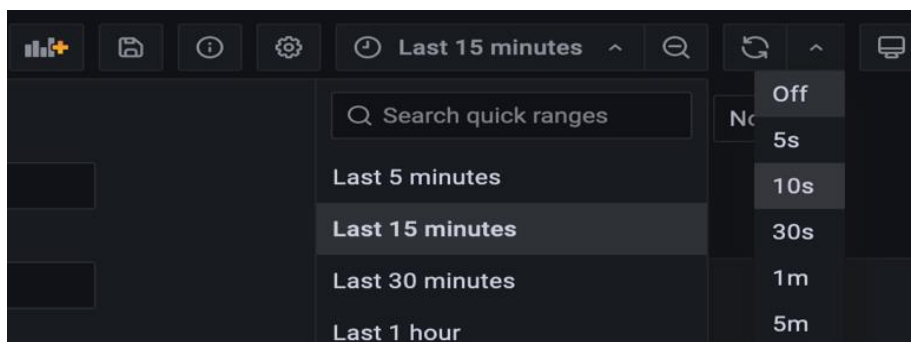 Last 15 minutes
Search quick ranges
Last 5 minutes
Last 15 minutes
Last 30 minutes
Last 1 hour
Off
5s
10s
30s
1m
5m